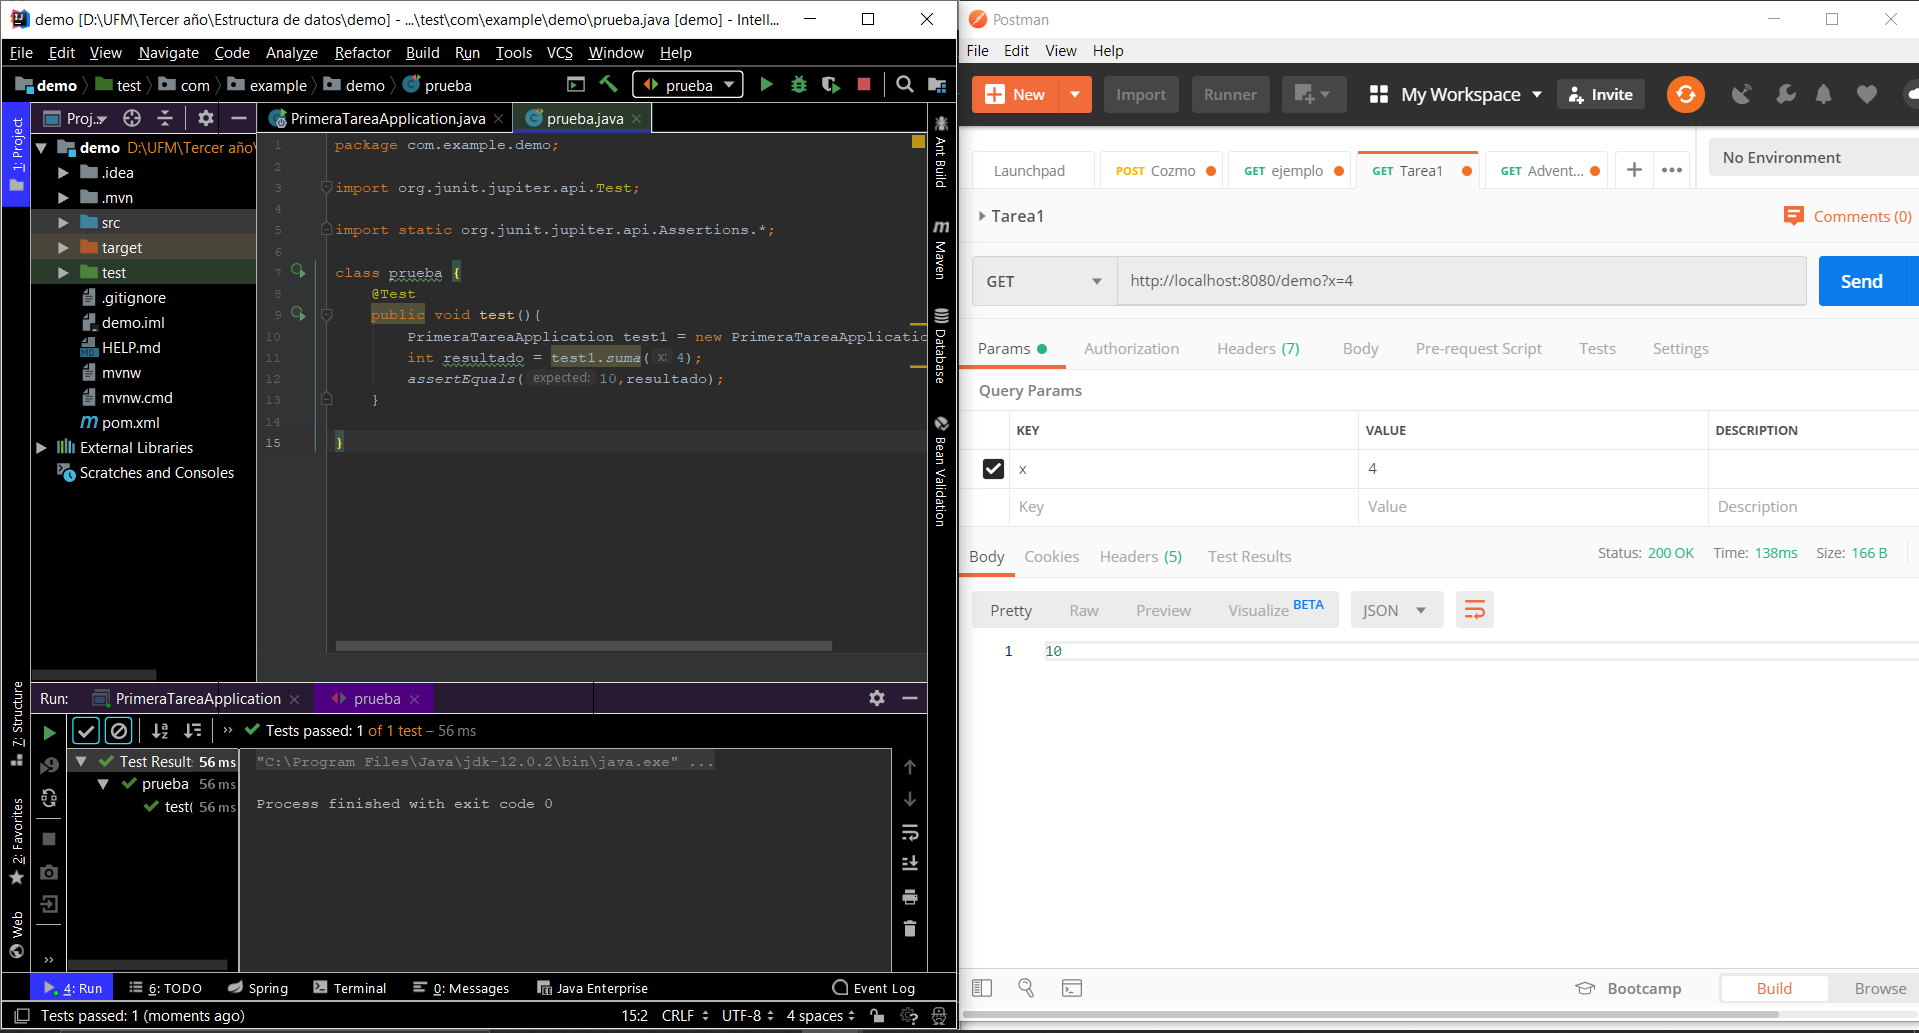 demo [D:\UFM\Tercer año\Estructura de datos\demo] - ...\test\com\example\demo\prueba.java [demo] - Intell...
File Edit View Navigate Code Analyze Refactor Build Run Tools VCS Window Help
demo test com example demo prueba
prueba
1: Project
Proj..
PrimeraTareaApplication.java
prueba.java
demo D:\UFM\Tercer año\
.idea
.mvn
src
target
test
.gitignore
demo.iml
HELP.md
mvnw
mvnw.cmd
pom.xml
External Libraries
Scratches and Consoles
1 package com.example.demo;
2
3 import org.junit.jupiter.api.Test;
4
5 import static org.junit.jupiter.api.Assertions.*;
6
7 class prueba {
8 @Test
9 public void test(){
10 PrimeraTareaApplication test1 = new PrimeraTareaApplicatio
11 int resultado = test1.suma( x: 4);
12 assertEquals( expected: 10,resultado);
13 }
14
15 }
Ant Build
Maven
Database
Bean Validation
7: Structure
2: Favorites
Web
Run: PrimeraTareaApplication prueba
Tests passed: 1 of 1 test – 56 ms
Test Result 56 ms
prueba 56 ms
test( 56 ms
"C:\Program Files\Java\jdk-12.0.2\bin\java.exe" ...
Process finished with exit code 0
4: Run 6: TODO Spring Terminal 0: Messages Java Enterprise Event Log
Tests passed: 1 (moments ago) 15:2 CRLF UTF-8 4 spaces
Postman
File Edit View Help
New Import Runner My Workspace Invite
Launchpad POST Cozmo GET ejemplo GET Tarea1 GET Advent... No Environment
Tarea1 Comments (0)
GET http://localhost:8080/demo?x=4 Send
Params Authorization Headers (7) Body Pre-request Script Tests Settings
Query Params
KEY VALUE DESCRIPTION
x 4
Key Value Description
Body Cookies Headers (5) Test Results Status: 200 OK Time: 138ms Size: 166 B
Pretty Raw Preview Visualize BETA JSON
1 10
Bootcamp Build Browse